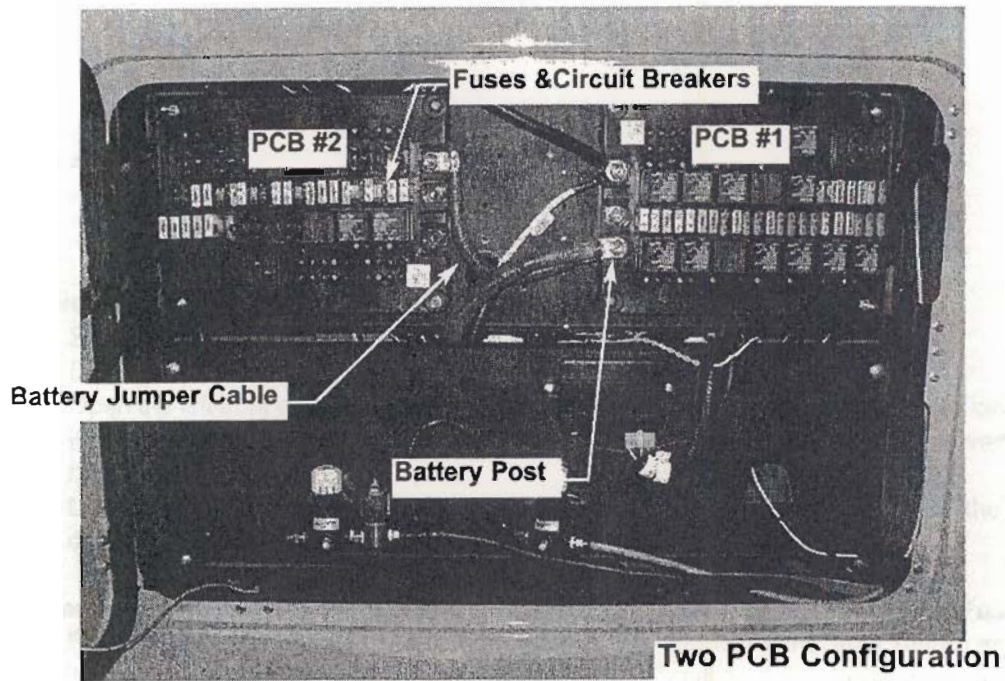 Fuses &Circuit Breakers
PCB #2
PCB #1
Battery Jumper Cable
Battery Post
Two PCB Configuration